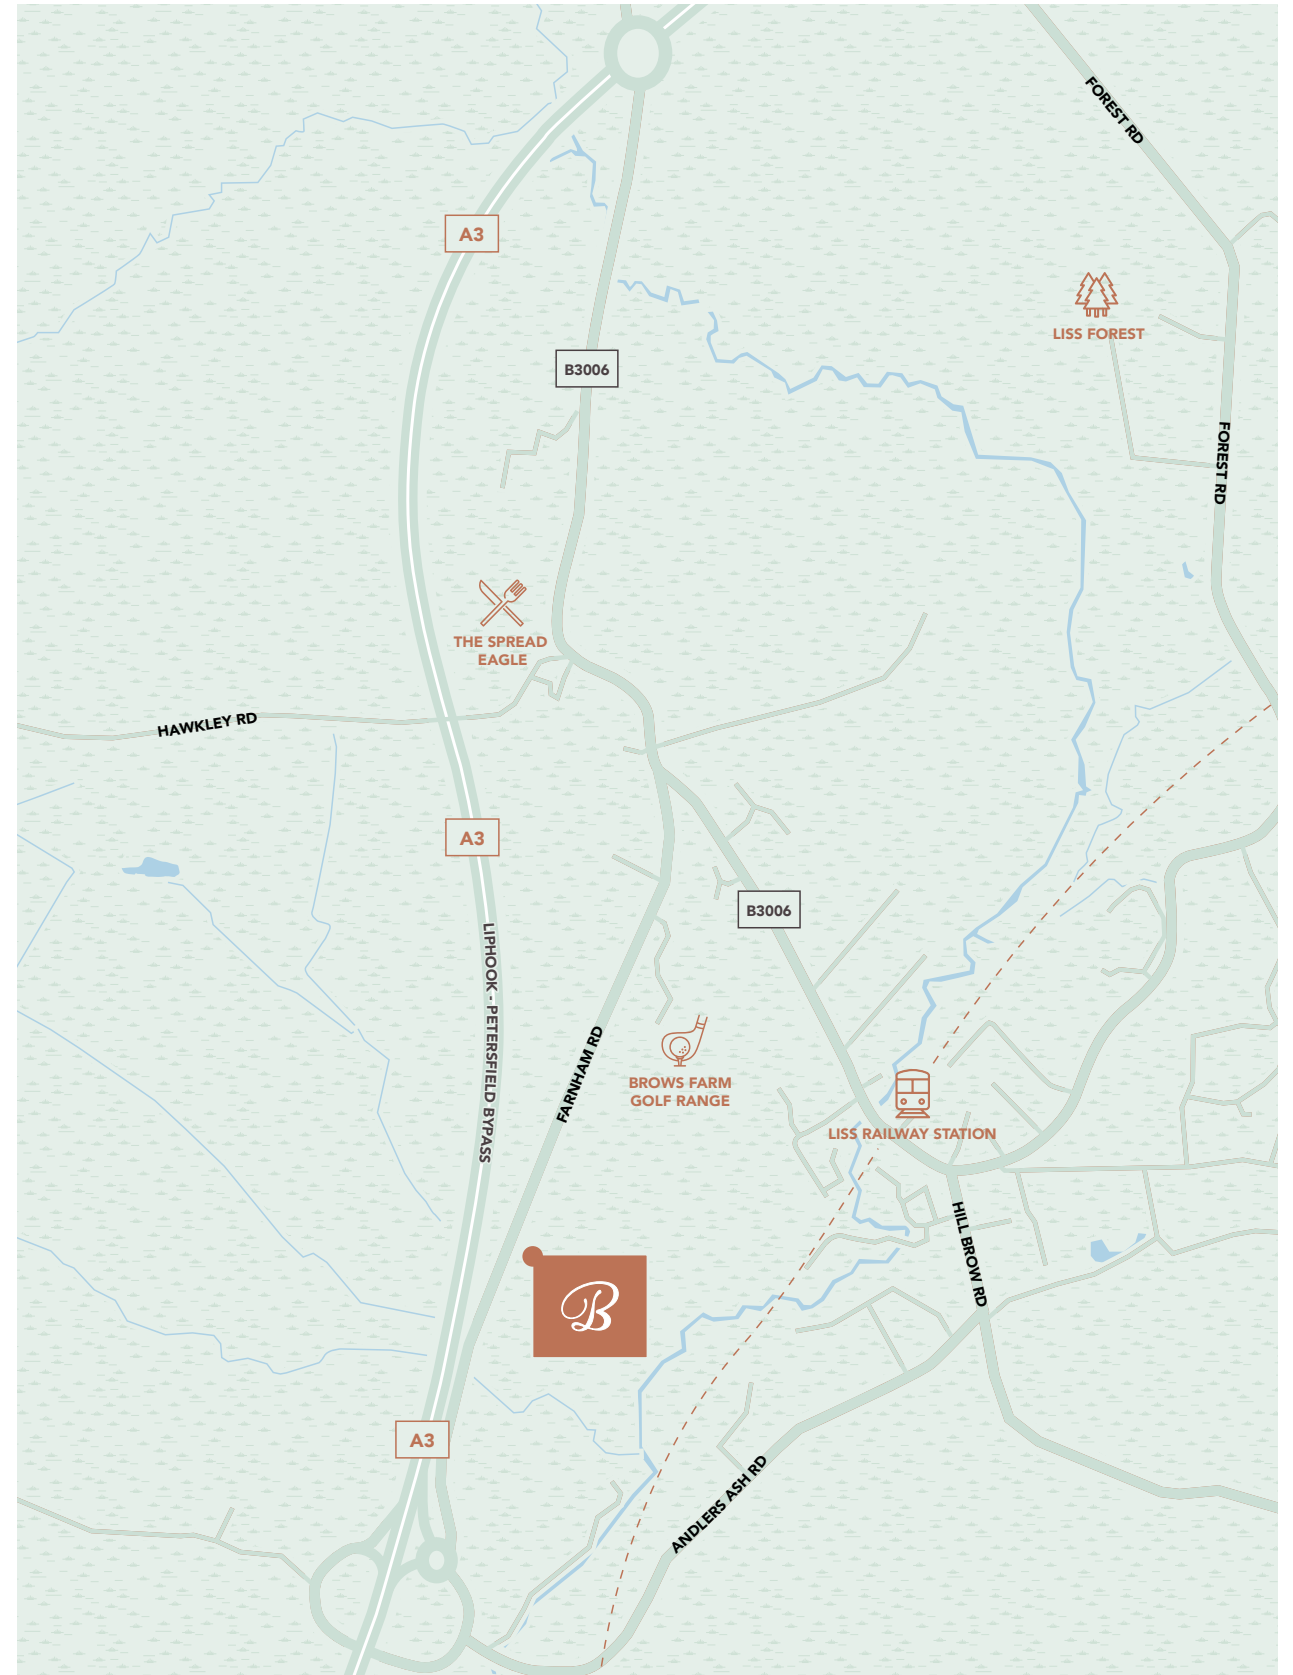 FOREST RD
A3
LISS FOREST
B3006
FOREST RD
THE SPREAD
EAGLE
HAWKLEY RD
A3
B3006
LIPHOOK - PETERSFIELD BYPASS
FARNHAM RD
BROWS FARM
GOLF RANGE
LISS RAILWAY STATION
HILL BROW RD
B
A3
ANDLERS ASH RD